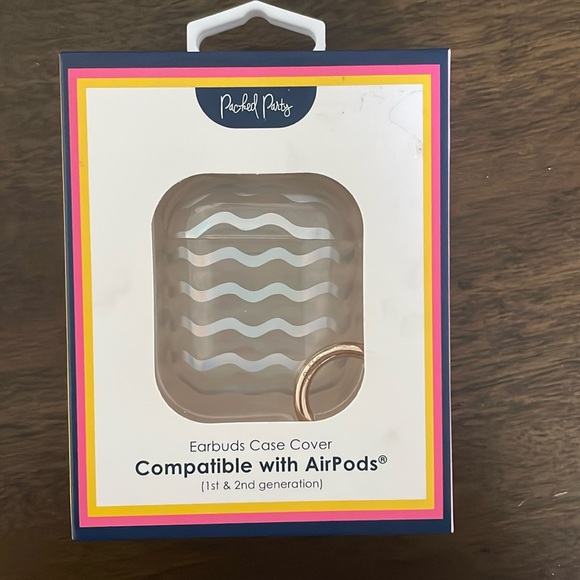 Packed Party
Earbuds Case Cover
Compatible with AirPods®
(1st & 2nd generation)